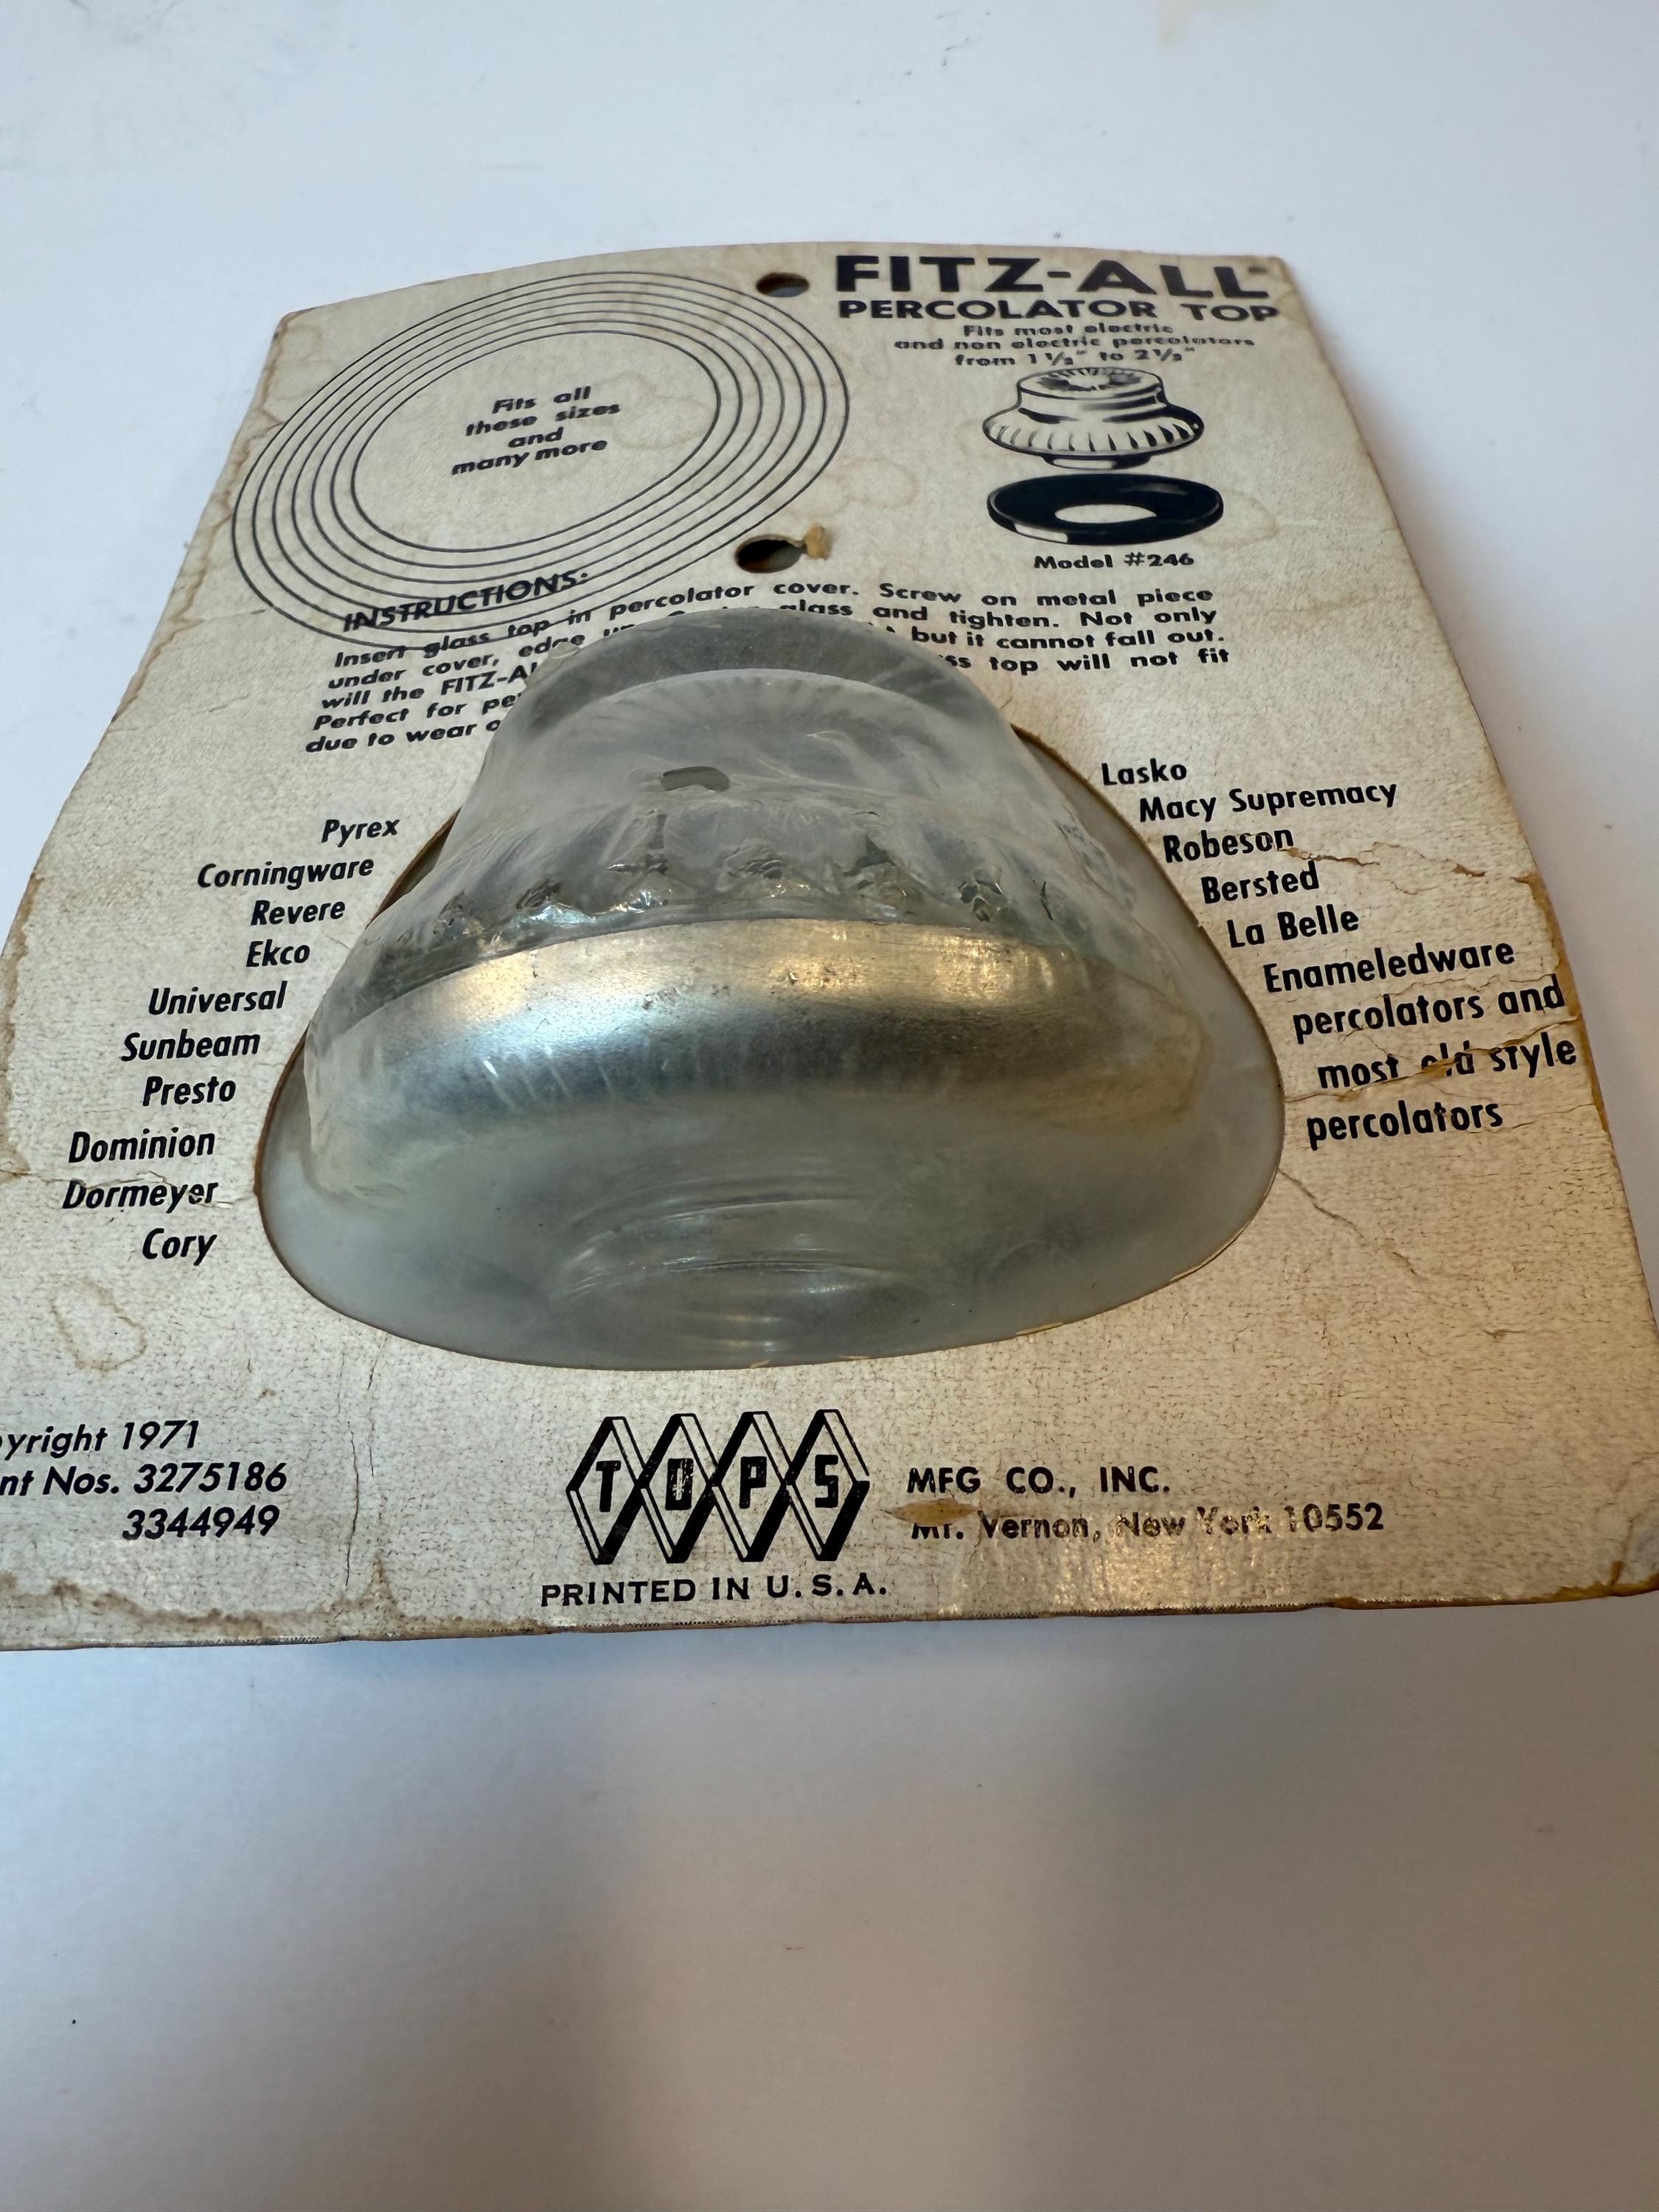 FITZ-ALL
PERCOLATOR TOP
Fits most electric
and non electric percolators
from 1 1/2" to 2 1/2"
Fits all
these sizes
and
many more
Model #246
INSTRUCTIONS:
Insert glass top in percolator cover. Screw on metal piece
under cover, edge glass and tighten. Not only
will the FITZ-A but it cannot fall out.
Perfect for top will not fit
due to wear
Pyrex
Corningware
Revere
Ekco
Universal
Sunbeam
Presto
Dominion
Dormeyer
Cory
Lasko
Macy Supremacy
Robeson
Bersted
La Belle
Enameledware
percolators and
most old style
percolators
yright 1971
nt Nos. 3275186
3344949
TOPS
MFG CO., INC.
Mt. Vernon, New York 10552
PRINTED IN U.S.A.